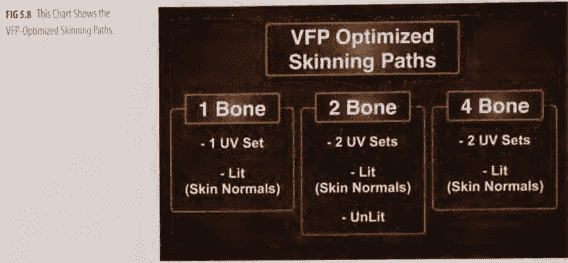 FIG 5.8 This Chart Shows the
VFP-Optimized Skinning Paths.
VFP Optimized
Skinning Paths
1 Bone
- 1 UV Set
- Lit
(Skin Normals)
2 Bone
- 2 UV Sets
- Lit
(Skin Normals)
- UnLit
4 Bone
- 2 UV Sets
- Lit
(Skin Normals)